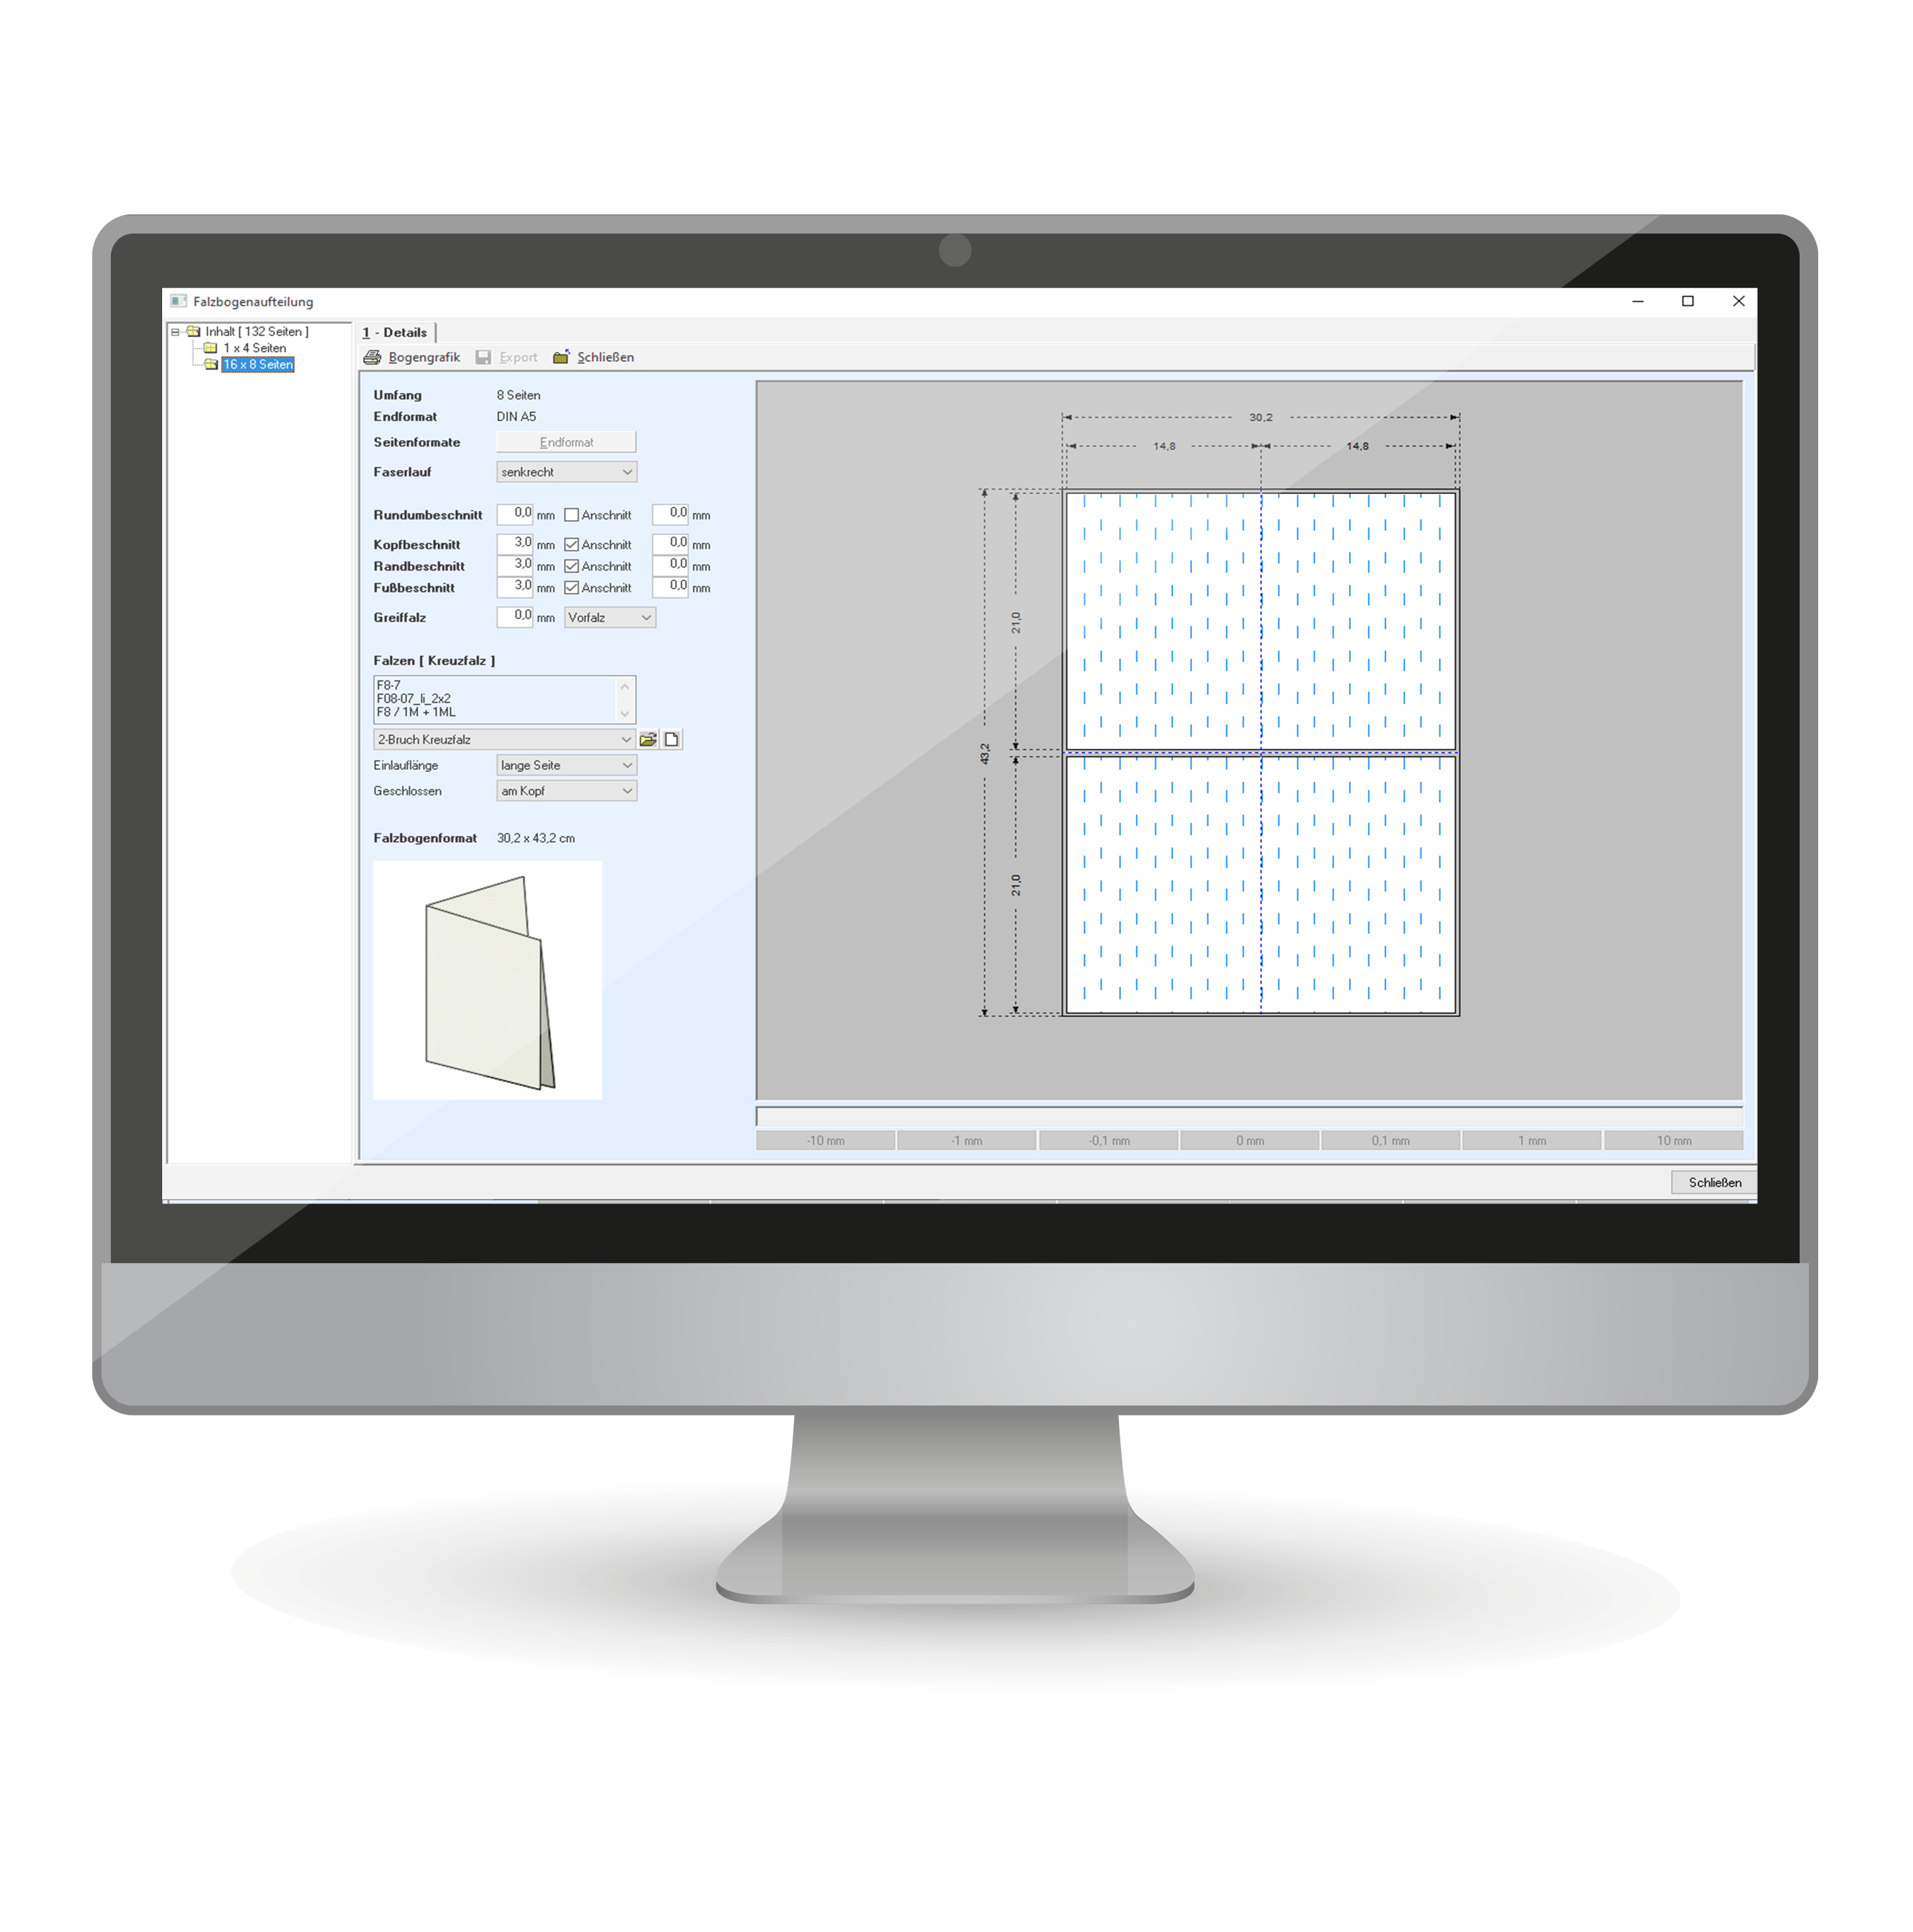 Falzbogenaufteilung
Inhalt [ 132 Seiten ]
1 x 4 Seiten
16 x 8 Seiten
1 - Details
Bogengrafik Export Schließen
Umfang 8 Seiten
Endformat DIN A5
Seitenformate Endformat
Faserlauf senkrecht
Rundumbeschnitt 0,0 mm Anschnitt 0,0 mm
Kopfbeschnitt 3,0 mm Anschnitt 0,0 mm
Randbeschnitt 3,0 mm Anschnitt 0,0 mm
Fußbeschnitt 3,0 mm Anschnitt 0,0 mm
Greiffalz 0,0 mm Vorfalz
Falzen [ Kreuzfalz ]
F8-7
F08-07_li_2x2
F8 / 1M + 1ML
2-Bruch Kreuzfalz
Einlauflänge lange Seite
Geschlossen am Kopf
Falzbogenformat 30,2 x 43,2 cm
30,2
14,8 14,8
21,0
43,2
21,0
-10 mm -1 mm -0,1 mm 0 mm 0,1 mm 1 mm 10 mm
Schließen